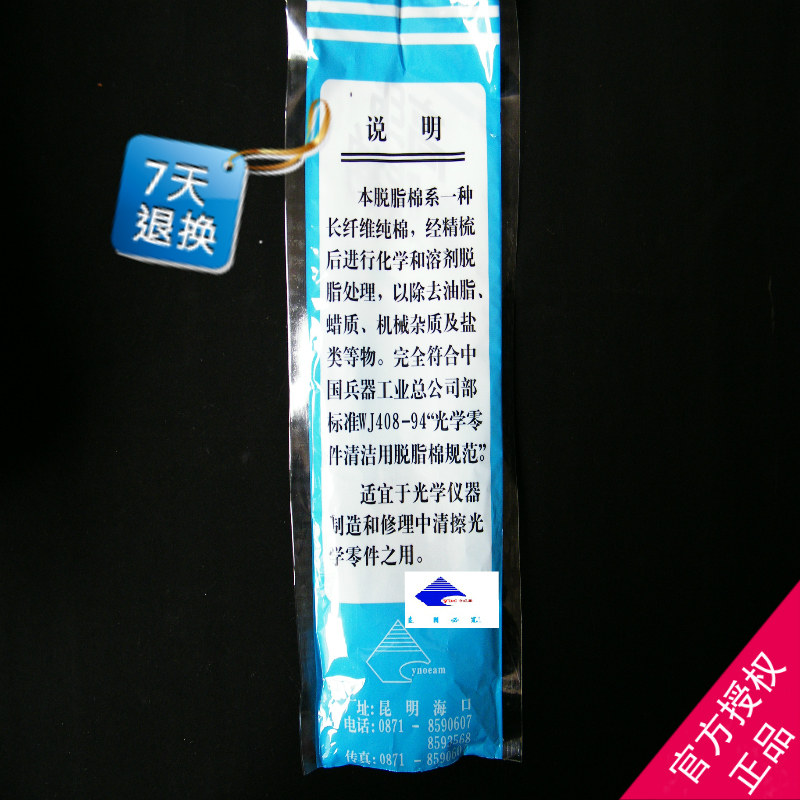 说 明
本脱脂棉系一种
长纤维纯棉，经精梳
后进行化学和溶剂脱
脂处理，以除去油脂、
蜡质、机械杂质及盐
类等物。完全符合中
国兵器工业总公司部
标准WJ408-94“光学零
件清洁用脱脂棉规范”。
适宜于光学仪器
制造和修理中清擦光
学零件之用。
7天
退换
ynoeam
厂址:昆明海口
电话:0871-8590607
8593568
传真:0871-
官方授权
正品